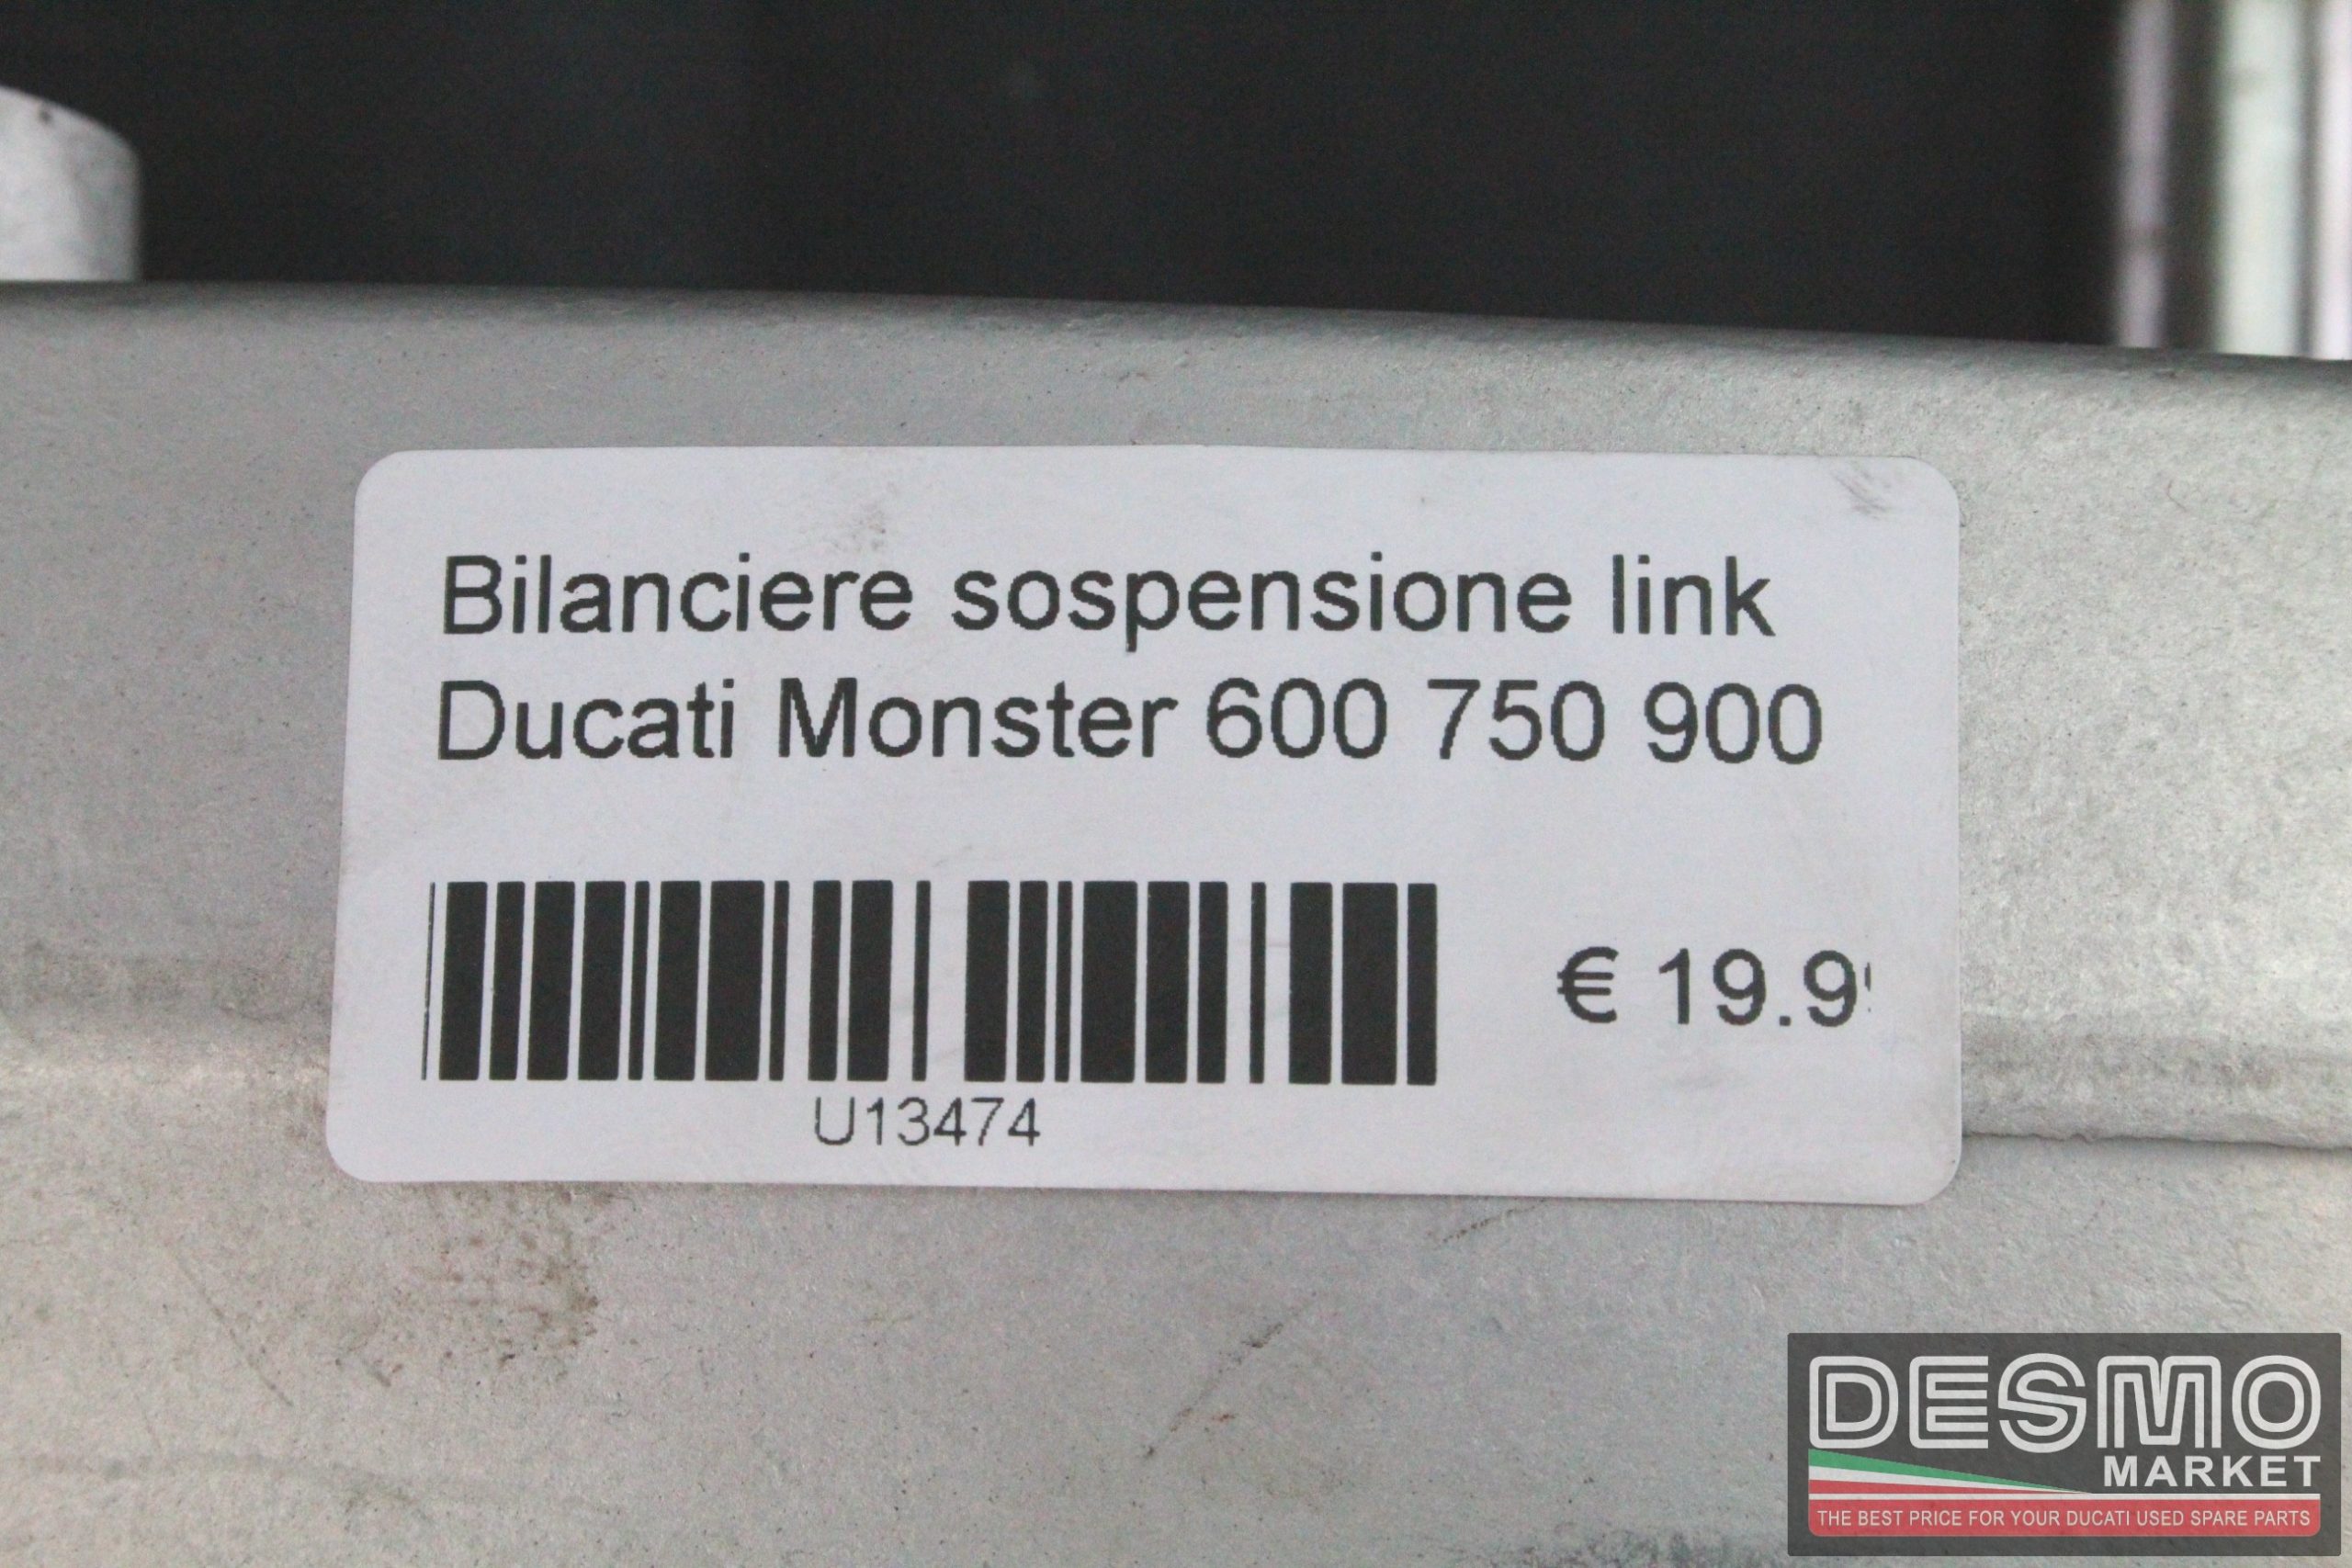 Bilanciere sospensione link
Ducati Monster 600 750 900
€ 19.9
U13474
DESMO
MARKET
THE BEST PRICE FOR YOUR DUCATI USED SPARE PARTS